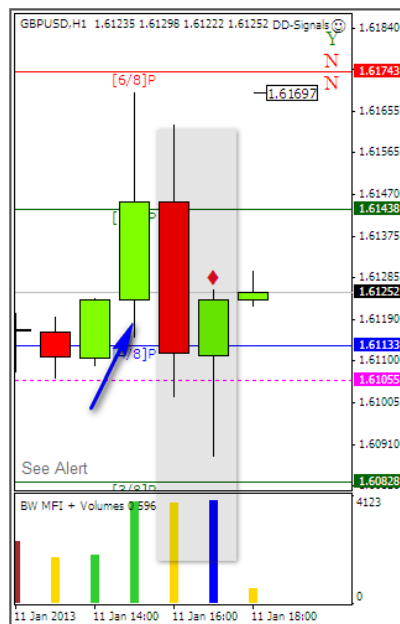 GBPUSD,H1 1.61235 1.61298 1.61222 1.61252 DD-Signals☺
1.61840
Y
N
1.61743
[6/8]P
N
1.61697
1.61655
1.61565
1.61470
1.61438
1.61375
1.61285
1.61252
1.61190
1.61133
/8]P
1.61100
1.61055
1.61005
1.60910
See Alert
1.60828
BW MFI + Volumes 0.596
4123
0
11 Jan 2013
11 Jan 14:00
11 Jan 16:00
11 Jan 18:00